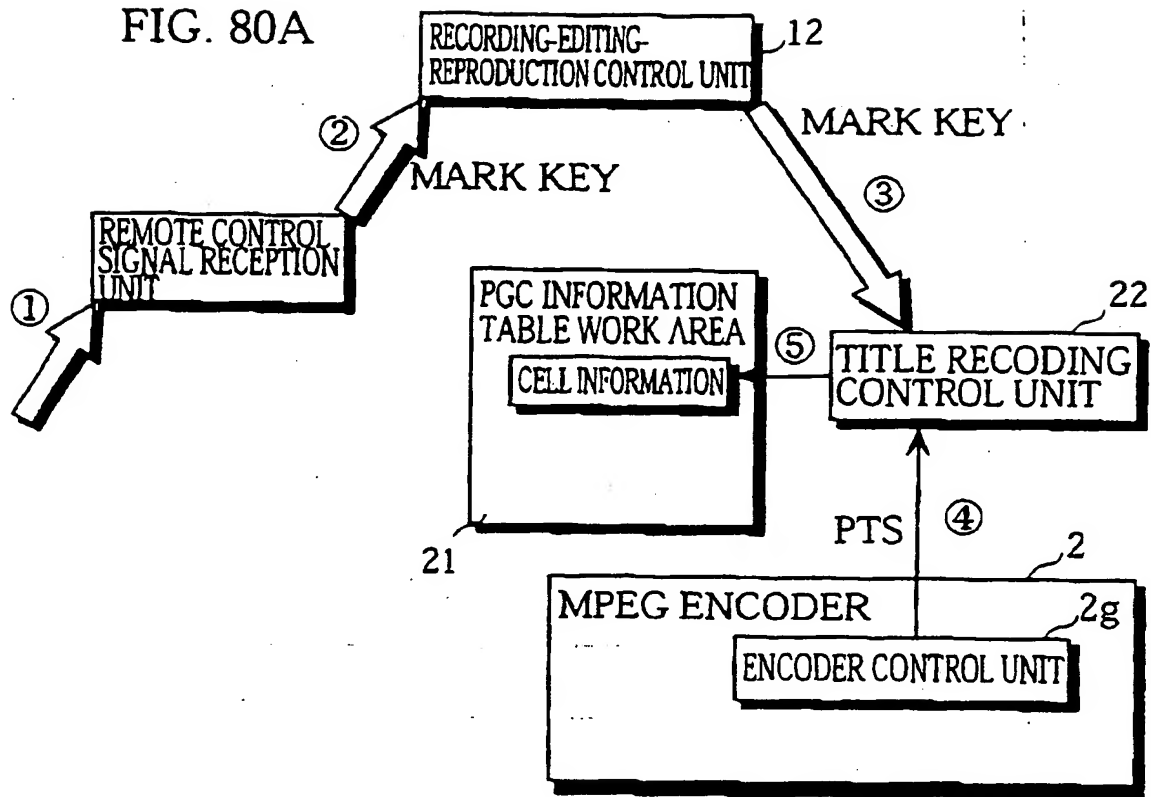 FIG. 80A
RECORDING-EDITING-
REPRODUCTION CONTROL UNIT
12
②
MARK KEY
MARK KEY
③
REMOTE CONTROL
SIGNAL RECEPTION
UNIT
①
PGC INFORMATION
TABLE WORK AREA
CELL INFORMATION
⑤
22
TITLE RECODING
CONTROL UNIT
21
PTS
④
2
MPEG ENCODER
2g
ENCODER CONTROL UNIT